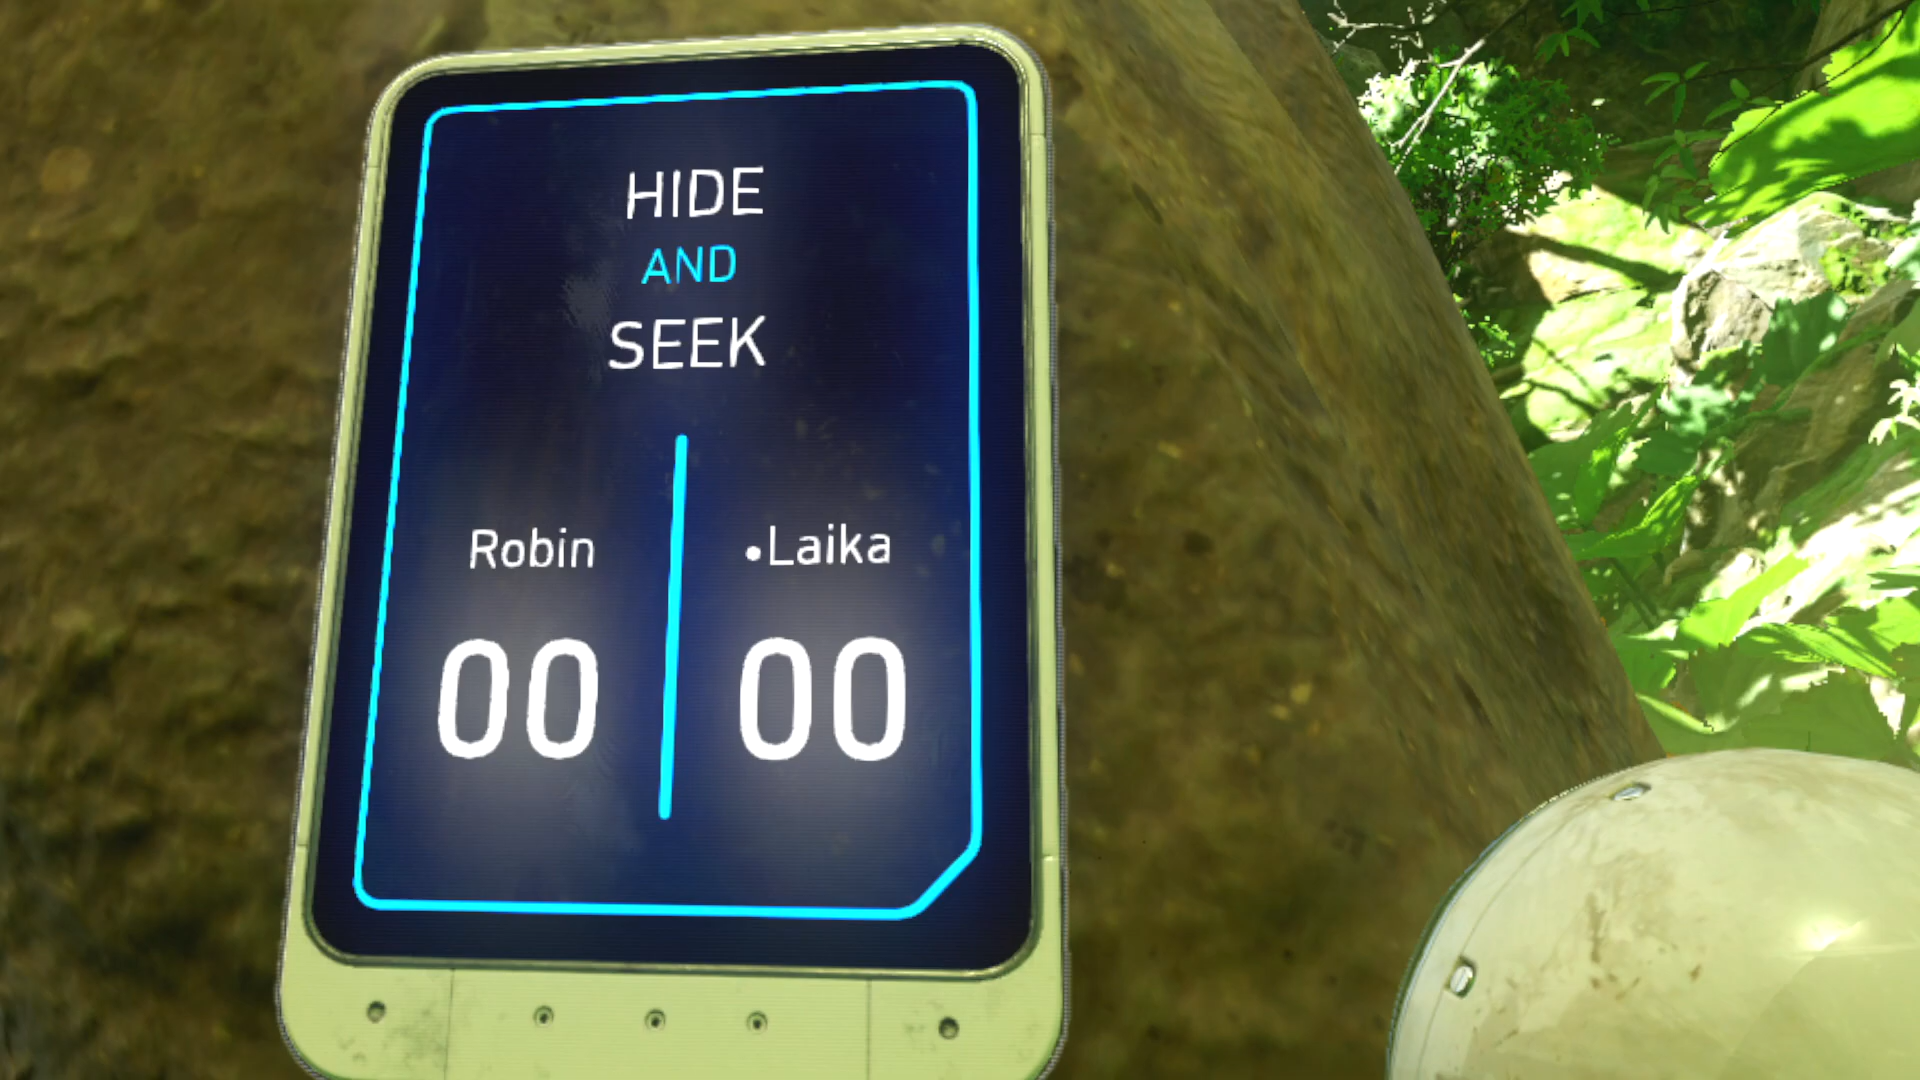 HIDE
AND
SEEK
Robin •Laika
00 00